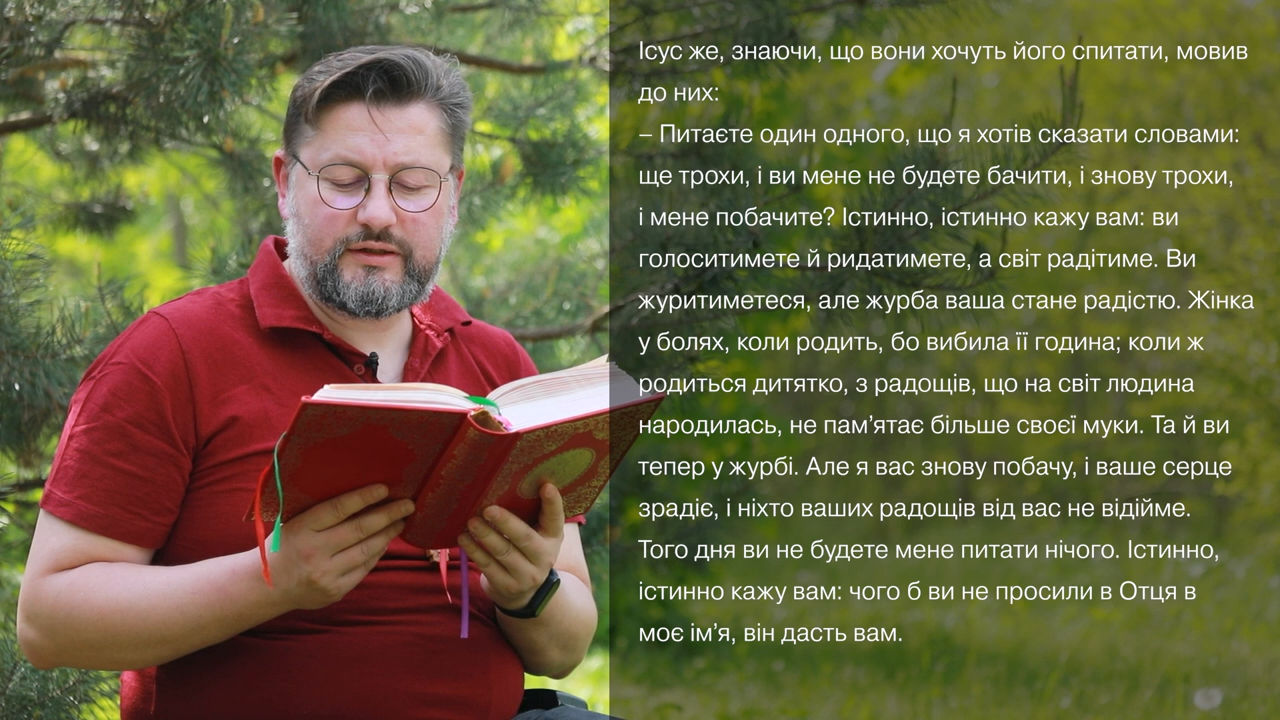 Ісус же, знаючи, що вони хочуть його спитати, мовив
до них:
– Питаєте один одного, що я хотів сказати словами:
ще трохи, і ви мене не будете бачити, і знову трохи,
і мене побачите? Істинно, істинно кажу вам: ви
голоситимете й ридатимете, а світ радітиме. Ви
журитиметеся, але журба ваша стане радістю. Жінка
у болях, коли родить, бо вибила її година; коли ж
родиться дитятко, з радощів, що на світ людина
народилась, не пам’ятає більше своєї муки. Та й ви
тепер у журбі. Але я вас знову побачу, і ваше серце
зрадіє, і ніхто ваших радощів від вас не відійме.
Того дня ви не будете мене питати нічого. Істинно,
істинно кажу вам: чого б ви не просили в Отця в
моє ім’я, він дасть вам.